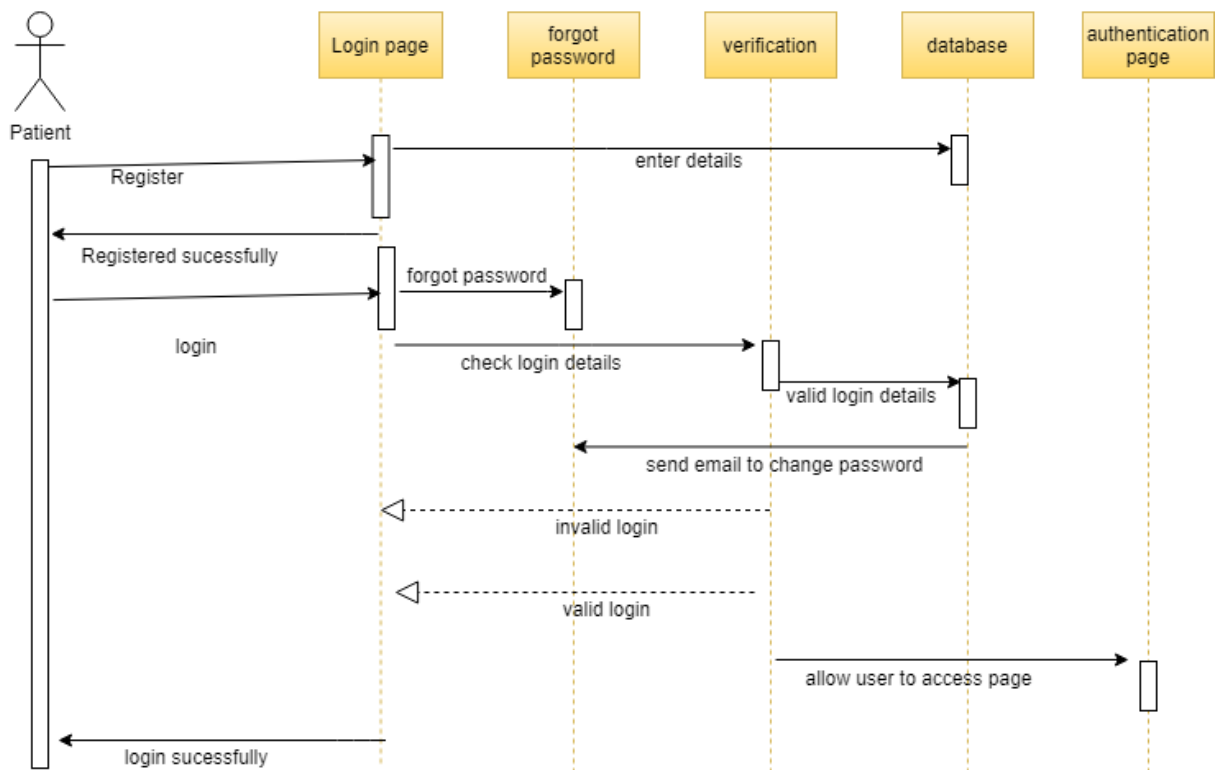 Login page
forgot
password
verification
database
authentication
page
Patient
enter details
Register
Registered sucessfully
forgot password
login
check login details
valid login details
send email to change password
invalid login
valid login
allow user to access page
login sucessfully